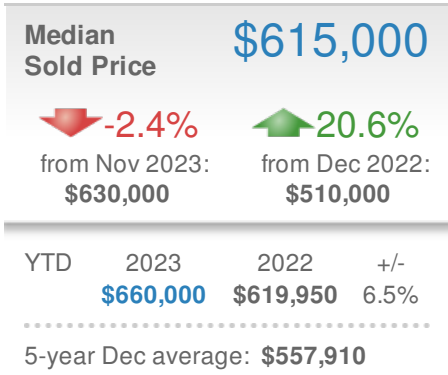 Median $615,000
Sold Price
-2.4% 20.6%
from Nov 2023: from Dec 2022:
$630,000 $510,000
YTD 2023 2022 +/-
$660,000 $619,950 6.5%
5-year Dec average: $557,910